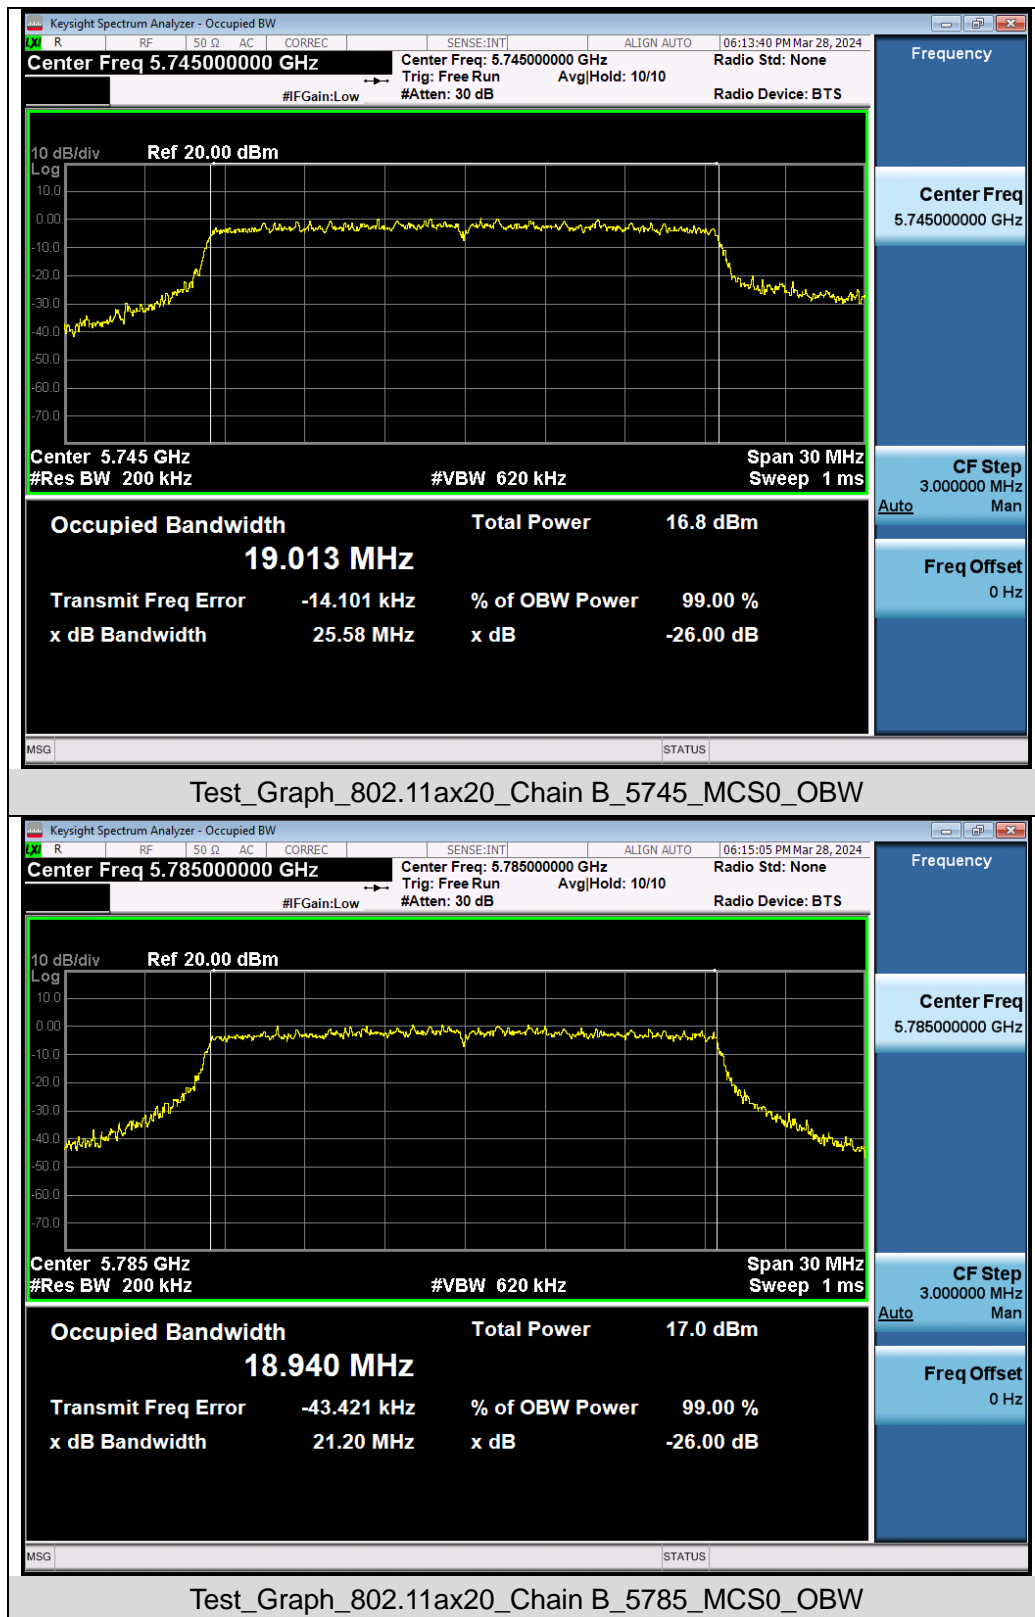 Keysight Spectrum Analyzer - Occupied BW
LXI R RF 50 Ω AC CORREC SENSE:INT ALIGN AUTO 06:13:40 PM Mar 28, 2024
Center Freq 5.745000000 GHz
Center Freq: 5.745000000 GHz Radio Std: None
Trig: Free Run Avg|Hold: 10/10
#IFGain:Low #Atten: 30 dB Radio Device: BTS
Frequency
10 dB/div Ref 20.00 dBm
Log
10.0
0.00
-10.0
-20.0
-30.0
-40.0
-50.0
-60.0
-70.0
Center Freq
5.745000000 GHz
Center 5.745 GHz Span 30 MHz
#Res BW 200 kHz #VBW 620 kHz Sweep 1 ms
CF Step
3.000000 MHz
Auto Man
Occupied Bandwidth Total Power 16.8 dBm
19.013 MHz
Freq Offset
0 Hz
Transmit Freq Error -14.101 kHz % of OBW Power 99.00 %
x dB Bandwidth 25.58 MHz x dB -26.00 dB
MSG STATUS
Test_Graph_802.11ax20_Chain B_5745_MCS0_OBW
Keysight Spectrum Analyzer - Occupied BW
LXI R RF 50 Ω AC CORREC SENSE:INT ALIGN AUTO 06:15:05 PM Mar 28, 2024
Center Freq 5.785000000 GHz
Center Freq: 5.785000000 GHz Radio Std: None
Trig: Free Run Avg|Hold: 10/10
#IFGain:Low #Atten: 30 dB Radio Device: BTS
Frequency
10 dB/div Ref 20.00 dBm
Log
10.0
0.00
-10.0
-20.0
-30.0
-40.0
-50.0
-60.0
-70.0
Center Freq
5.785000000 GHz
Center 5.785 GHz Span 30 MHz
#Res BW 200 kHz #VBW 620 kHz Sweep 1 ms
CF Step
3.000000 MHz
Auto Man
Occupied Bandwidth Total Power 17.0 dBm
18.940 MHz
Freq Offset
0 Hz
Transmit Freq Error -43.421 kHz % of OBW Power 99.00 %
x dB Bandwidth 21.20 MHz x dB -26.00 dB
MSG STATUS
Test_Graph_802.11ax20_Chain B_5785_MCS0_OBW